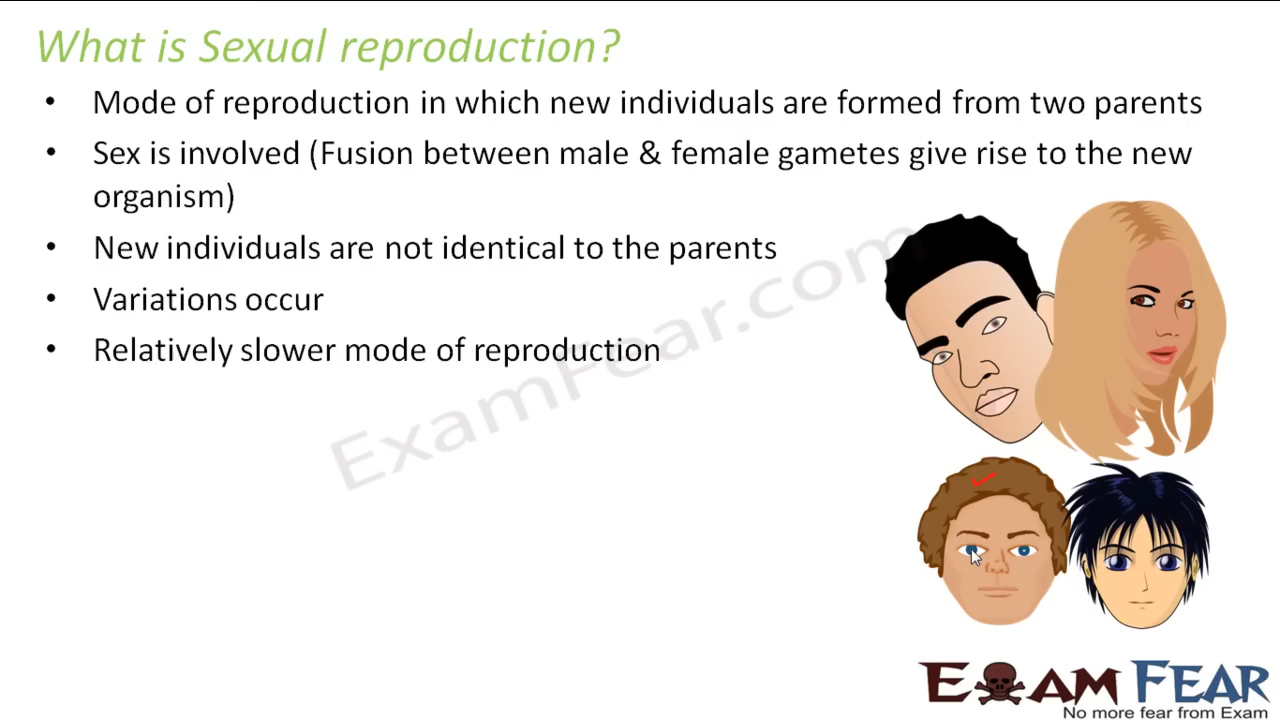 What is Sexual reproduction?
• Mode of reproduction in which new individuals are formed from two parents
• Sex is involved (Fusion between male & female gametes give rise to the new
organism)
• New individuals are not identical to the parents
• Variations occur
• Relatively slower mode of reproduction
ExamFear.com
EXAM FEAR
No more fear from Exam